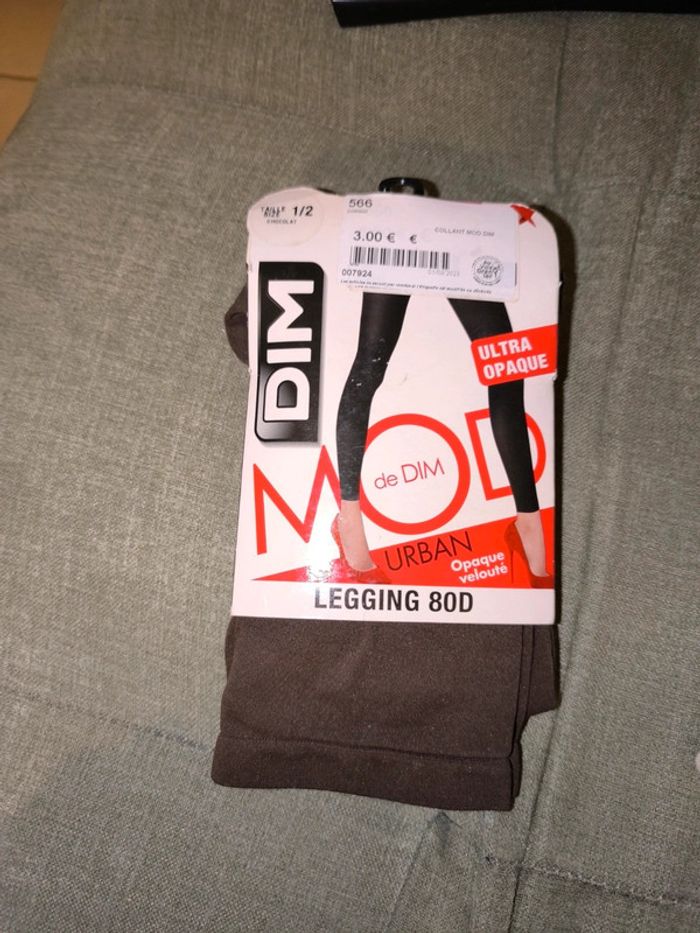 TAILLE
SIZE 1/2
CHOCOLAT
566
3.00 € €
COLLANT MOD DIM
007924
DIM
ULTRA
OPAQUE
MOD
de DIM
URBAN
Opaque
velouté
LEGGING 80D